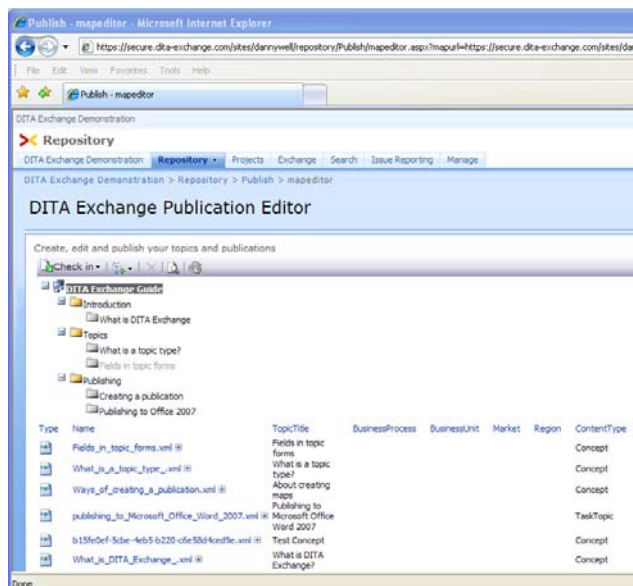 Publish - mapeditor - Microsoft Internet Explorer
https://secure.dita-exchange.com/sites/dannywell/repository/Publish/mapeditor.aspx?mapurl=https://secure.dita-exchange.com/sites/da
File Edit View Favorites Tools Help
Publish - mapeditor
DITA Exchange Demonstration
Repository
DITA Exchange Demonstration Repository Projects Exchange Search Issue Reporting Manage
DITA Exchange Demonstration > Repository > Publish > mapeditor
DITA Exchange Publication Editor
Create, edit and publish your topics and publications
Check in
DITA Exchange Guide
Introduction
What is DITA Exchange
Topics
What is a topic type?
Fields in topic forms
Publishing
Creating a publication
Publishing to Office 2007
Type Name TopicTitle BusinessProcess BusinessUnit Market Region ContentType
Fields_in_topic_forms.xml Fields in topic forms Concept
What_is_a_topic_type_.xml What is a topic type? Concept
Ways_of_creating_a_publication.xml About creating maps Concept
publishing_to_Microsoft_Office_Word_2007.xml Publishing to Microsoft Office Word 2007 TaskTopic
Test Concept Concept
What_is_DITA_Exchange_.xml What is DITA Exchange? Concept
Done